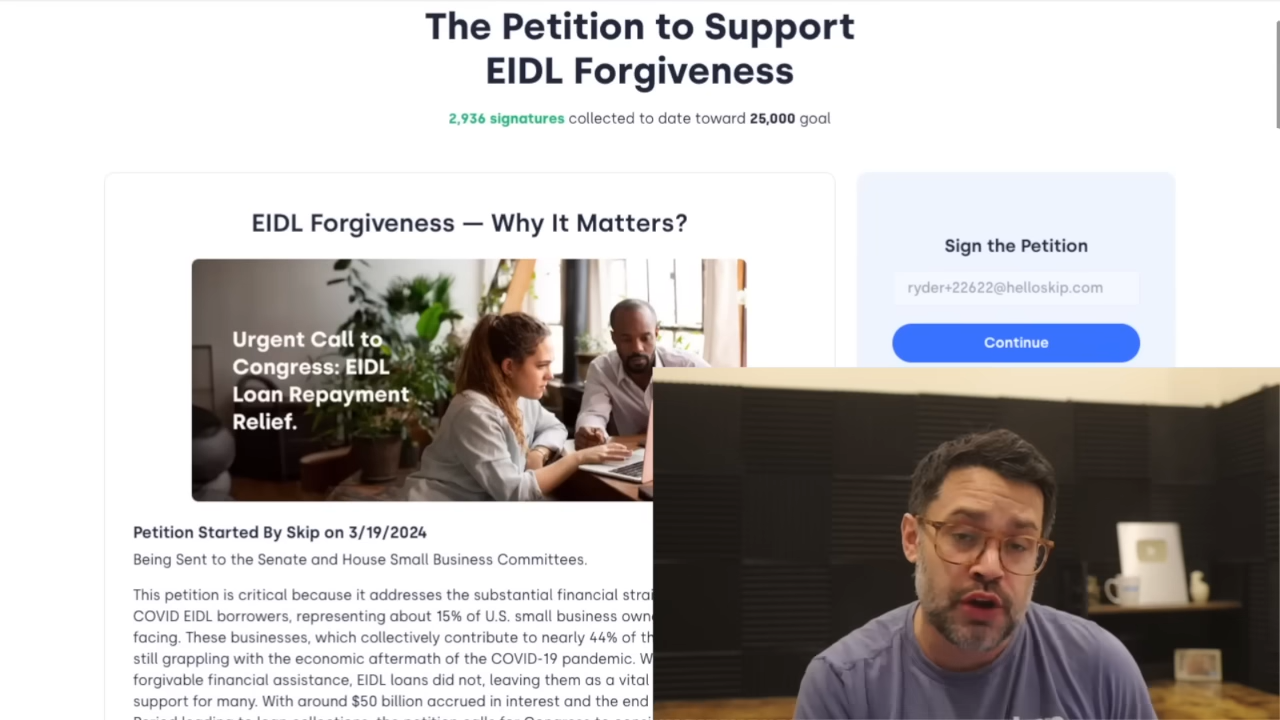 The Petition to Support
EIDL Forgiveness
2,936 signatures collected to date toward 25,000 goal
EIDL Forgiveness — Why It Matters?
Urgent Call to
Congress: EIDL
Loan Repayment
Relief.
Petition Started By Skip on 3/19/2024
Being Sent to the Senate and House Small Business Committees.
This petition is critical because it addresses the substantial financial
COVID EIDL borrowers, representing about 15% of U.S. small business
facing. These businesses, which collectively contribute to nearly 44% of
still grappling with the economic aftermath of the COVID-19 pandemic.
forgivable financial assistance, EIDL loans did not, leaving them as a vital
support for many. With around $50 billion accrued in interest and the end
Sign the Petition
ryder+22622@helloskip.com
Continue